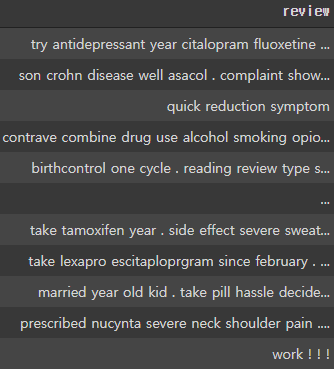 review
try antidepressant year citalopram fluoxetine ...
son crohn disease well asacol . complaint show...
quick reduction symptom
contrave combine drug use alcohol smoking opio...
birthcontrol one cycle . reading review type s...
...
take tamoxifen year . side effect severe sweat...
take lexapro escitaploprgram since february . ...
married year old kid . take pill hassle decide...
prescribed nucynta severe neck shoulder pain ....
work ! ! !